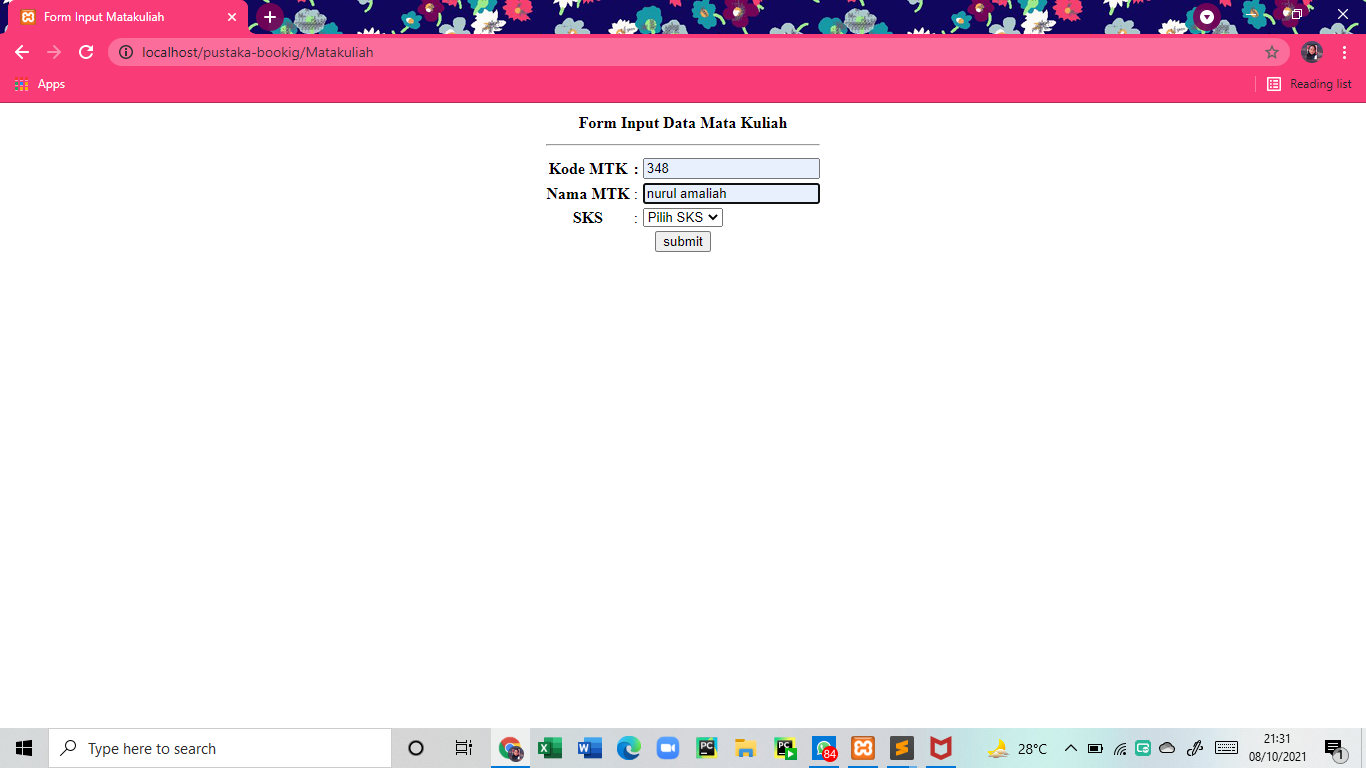 Form Input Matakuliah
localhost/pustaka-bookig/Matakuliah
Apps
Reading list
Form Input Data Mata Kuliah
Kode MTK : 348
Nama MTK : nurul amaliah
SKS : Pilih SKS
submit
Type here to search
84
28°C
21:31
08/10/2021
1